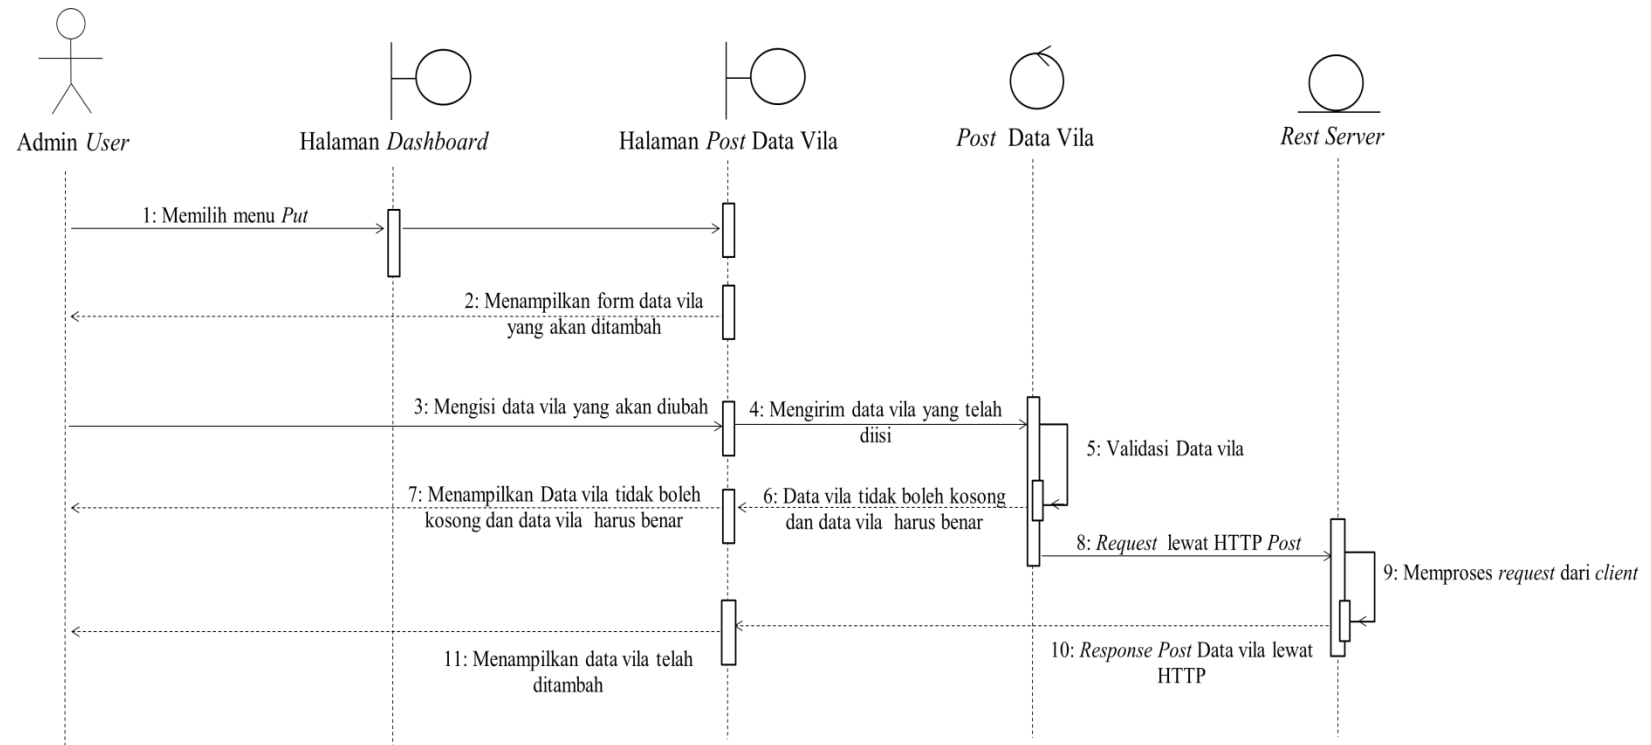 Admin User
Halaman Dashboard
Halaman Post Data Vila
Post Data Vila
Rest Server
1: Memilih menu Put
2: Menampilkan form data vila
yang akan ditambah
3: Mengisi data vila yang akan diubah
4: Mengirim data vila yang telah
diisi
5: Validasi Data vila
7: Menampilkan Data vila tidak boleh
kosong dan data vila harus benar
6: Data vila tidak boleh kosong
dan data vila harus benar
8: Request lewat HTTP Post
9: Memproses request dari client
10: Response Post Data vila lewat
HTTP
11: Menampilkan data vila telah
ditambah